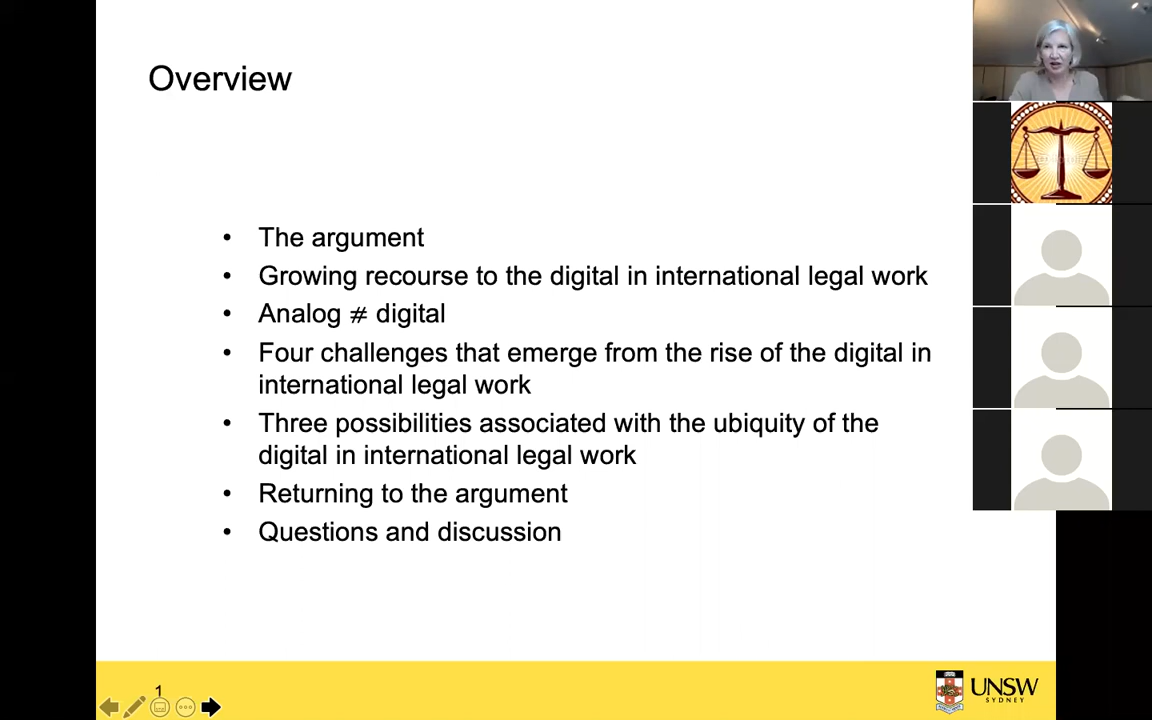 Overview
• The argument
• Growing recourse to the digital in international legal work
• Analog ≠ digital
• Four challenges that emerge from the rise of the digital in
international legal work
• Three possibilities associated with the ubiquity of the
digital in international legal work
• Returning to the argument
• Questions and discussion
1
UNSW
SYDNEY